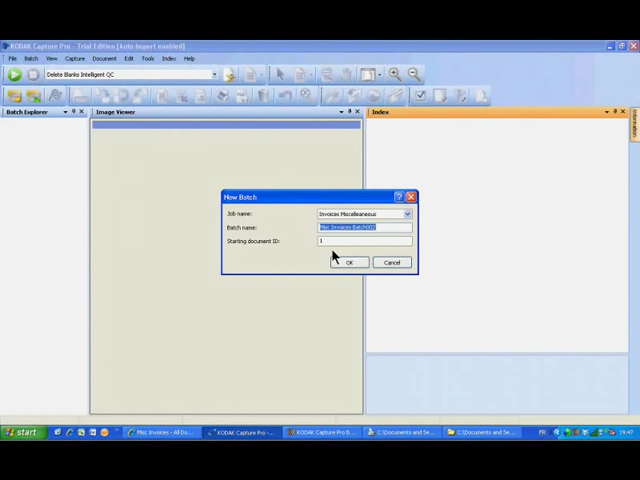 KODAK Capture Pro - Trial Edition [Auto Import enabled]
File Batch View Capture Document Edit Tools Index Help
Delete Blanks Intelligent QC
Batch Explorer
Image Viewer
Index
Information
New Batch
Job name:
Invoices Miscelleaneous
Batch name:
Misc Invoices Batch002
Starting document ID:
1
OK
Cancel
start
Misc Invoices - All Do...
KODAK Capture Pro -...
KODAK Capture Pro B...
C:\Documents and Se...
C:\Documents and Se...
FR
19:47